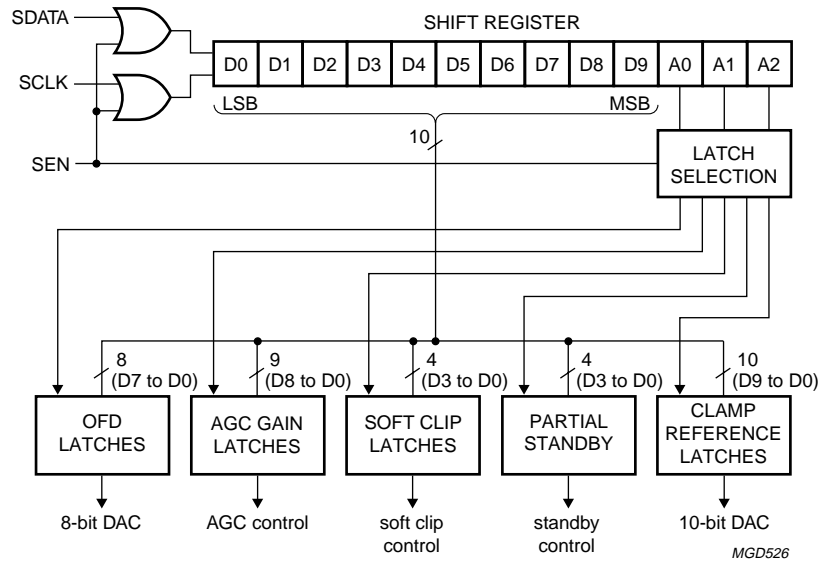 SDATA
SHIFT REGISTER
D0 D1 D2 D3 D4 D5 D6 D7 D8 D9 A0 A1 A2
SCLK
LSB MSB
10
SEN
LATCH
SELECTION
8
(D7 to D0)
9
(D8 to D0)
4
(D3 to D0)
4
(D3 to D0)
10
(D9 to D0)
OFD
LATCHES
AGC GAIN
LATCHES
SOFT CLIP
LATCHES
PARTIAL
STANDBY
CLAMP
REFERENCE
LATCHES
8-bit DAC
AGC control
soft clip
control
standby
control
10-bit DAC
MGD526